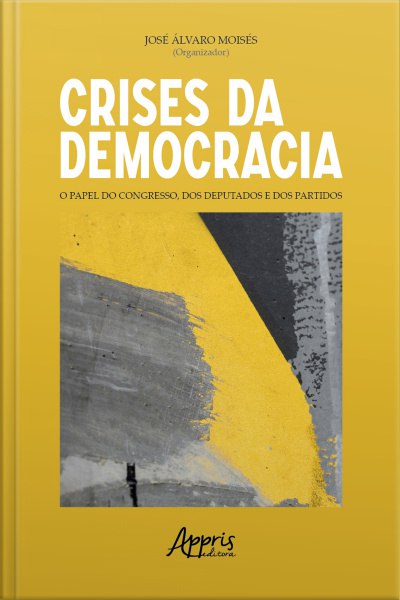 JOSÉ ÁLVARO MOISÉS
(Organizador)
CRISES DA
DEMOCRACIA
O PAPEL DO CONGRESSO, DOS DEPUTADOS E DOS PARTIDOS
Appris
editora